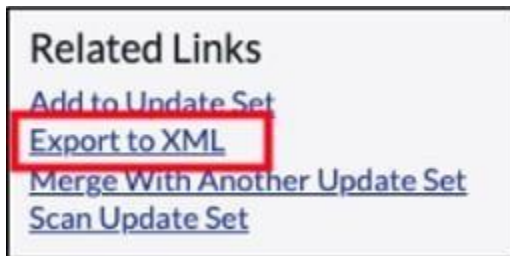 Related Links
Add to Update Set
Export to XML
Merge With Another Update Set
Scan Update Set